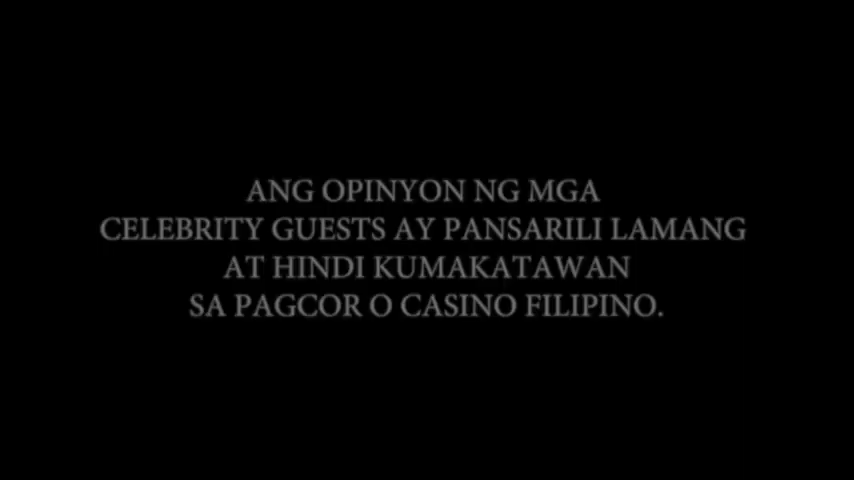 ANG OPINYON NG MGA
CELEBRITY GUESTS AY PANSARILI LAMANG
AT HINDI KUMAKATAWAN
SA PAGCOR O CASINO FILIPINO.